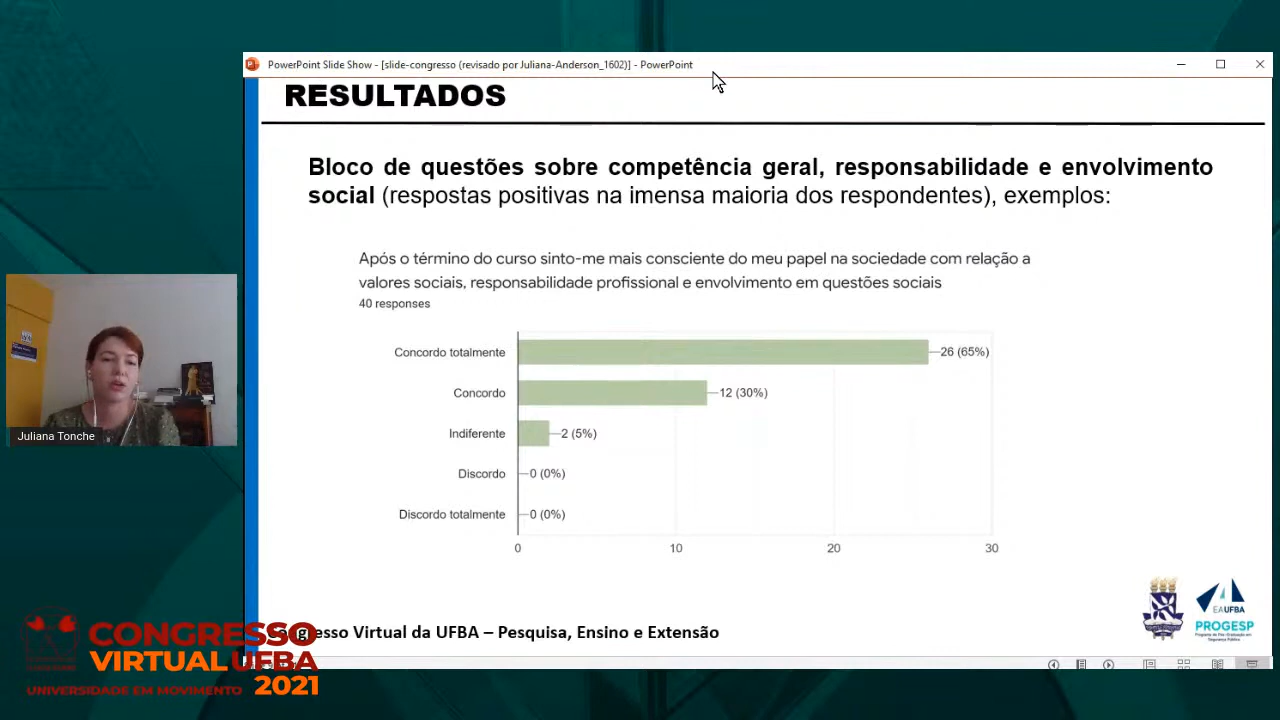 PowerPoint Slide Show - [slide-congresso (revisado por Juliana-Anderson_1602)] - PowerPoint
RESULTADOS
Bloco de questões sobre competência geral, responsabilidade e envolvimento
social (respostas positivas na imensa maioria dos respondentes), exemplos:
Após o término do curso sinto-me mais consciente do meu papel na sociedade com relação a
valores sociais, responsabilidade profissional e envolvimento em questões sociais
40 responses
Concordo totalmente 26 (65%)
Concordo 12 (30%)
Indiferente 2 (5%)
Discordo 0 (0%)
Discordo totalmente 0 (0%)
0 10 20 30
Juliana Tonche
EAUFBA
PROGESP
Congresso Virtual da UFBA – Pesquisa, Ensino e Extensão
CONGRESSO
VIRTUAL UFBA
UNIVERSIDADE EM MOVIMENTO 2021